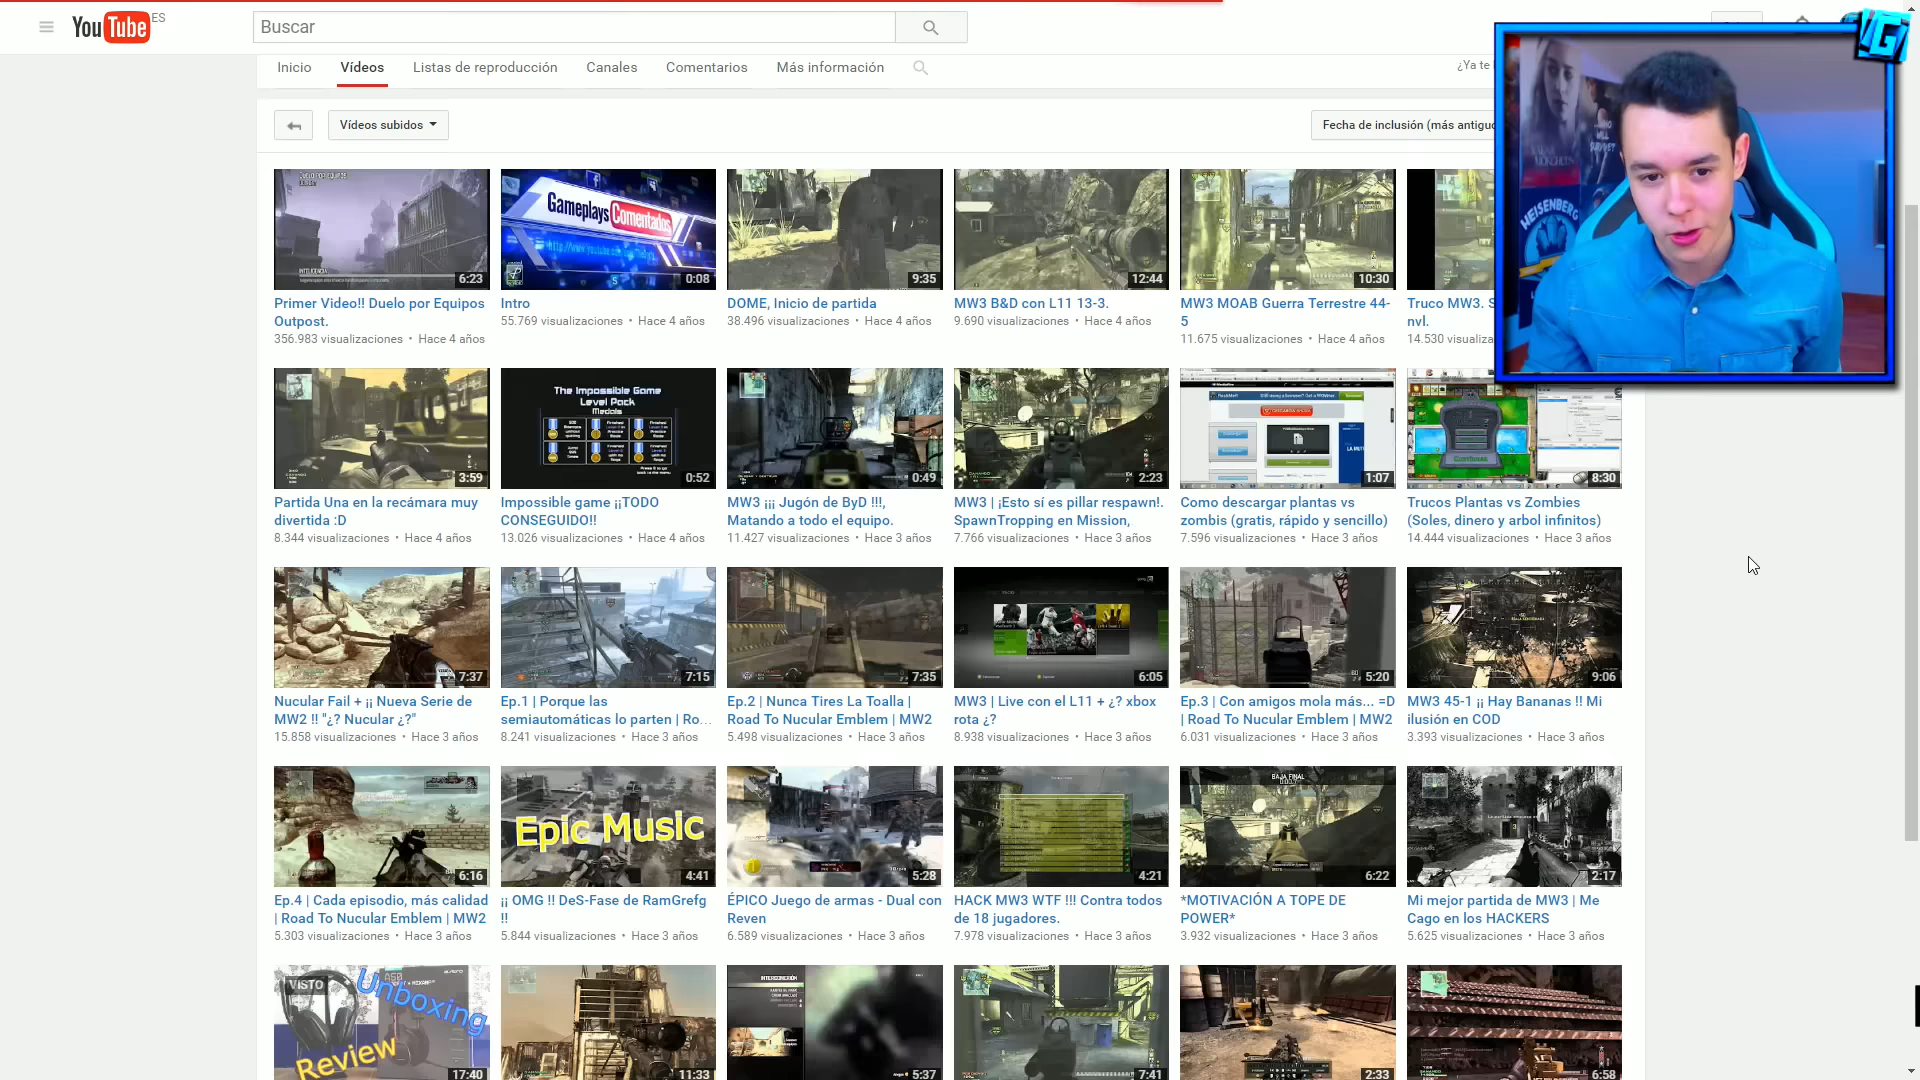 YouTube ES
Buscar
Inicio Vídeos Listas de reproducción Canales Comentarios Más información
¿Ya te
Vídeos subidos
Fecha de inclusión (más antiguo
6:23
Gameplays Comentados
0:08
9:35
12:44
10:30
Primer Video!! Duelo por Equipos
Outpost.
356.983 visualizaciones • Hace 4 años
Intro
55.769 visualizaciones • Hace 4 años
DOME, Inicio de partida
38.496 visualizaciones • Hace 4 años
MW3 B&D con L11 13-3.
9.690 visualizaciones • Hace 4 años
MW3 MOAB Guerra Terrestre 44-
5
11.675 visualizaciones • Hace 4 años
Truco MW3. S
nvl.
14.530 visualiza
HEISENBERG
3:59
The Impossible Game
Level Pack
Medals
0:52
0:49
2:23
1:07
8:30
Partida Una en la recámara muy
divertida :D
8.344 visualizaciones • Hace 4 años
Impossible game ¡¡TODO
CONSEGUIDO!!
13.026 visualizaciones • Hace 4 años
MW3 ¡¡¡ Jugón de ByD !!!,
Matando a todo el equipo.
11.427 visualizaciones • Hace 3 años
MW3 | ¡Esto sí es pillar respawn!.
SpawnTropping en Mission,
7.766 visualizaciones • Hace 3 años
Como descargar plantas vs
zombis (gratis, rápido y sencillo)
7.596 visualizaciones • Hace 3 años
Trucos Plantas vs Zombies
(Soles, dinero y arbol infinitos)
14.444 visualizaciones • Hace 3 años
7:37
7:15
7:35
6:05
5:20
9:06
Nucular Fail + ¡¡ Nueva Serie de
MW2 !! "¿? Nucular ¿?"
15.858 visualizaciones • Hace 3 años
Ep.1 | Porque las
semiautomáticas lo parten | Ro...
8.241 visualizaciones • Hace 3 años
Ep.2 | Nunca Tires La Toalla |
Road To Nucular Emblem | MW2
5.498 visualizaciones • Hace 3 años
MW3 | Live con el L11 + ¿? xbox
rota ¿?
8.938 visualizaciones • Hace 3 años
Ep.3 | Con amigos mola más... =D
| Road To Nucular Emblem | MW2
6.031 visualizaciones • Hace 3 años
MW3 45-1 ¡¡ Hay Bananas !! Mi
ilusión en COD
3.393 visualizaciones • Hace 3 años
6:16
Epic Music
4:41
5:28
4:21
BAJA FINAL
6:22
2:17
Ep.4 | Cada episodio, más calidad
| Road To Nucular Emblem | MW2
5.303 visualizaciones • Hace 3 años
¡¡ OMG !! DeS-Fase de RamGrefg
!!
5.844 visualizaciones • Hace 3 años
ÉPICO Juego de armas - Dual con
Reven
6.589 visualizaciones • Hace 3 años
HACK MW3 WTF !!! Contra todos
de 18 jugadores.
7.978 visualizaciones • Hace 3 años
*MOTIVACIÓN A TOPE DE
POWER*
3.932 visualizaciones • Hace 3 años
Mi mejor partida de MW3 | Me
Cago en los HACKERS
5.625 visualizaciones • Hace 3 años
VISTO
Unboxing
Review
17:40
11:33
5:37
7:41
2:33
6:58